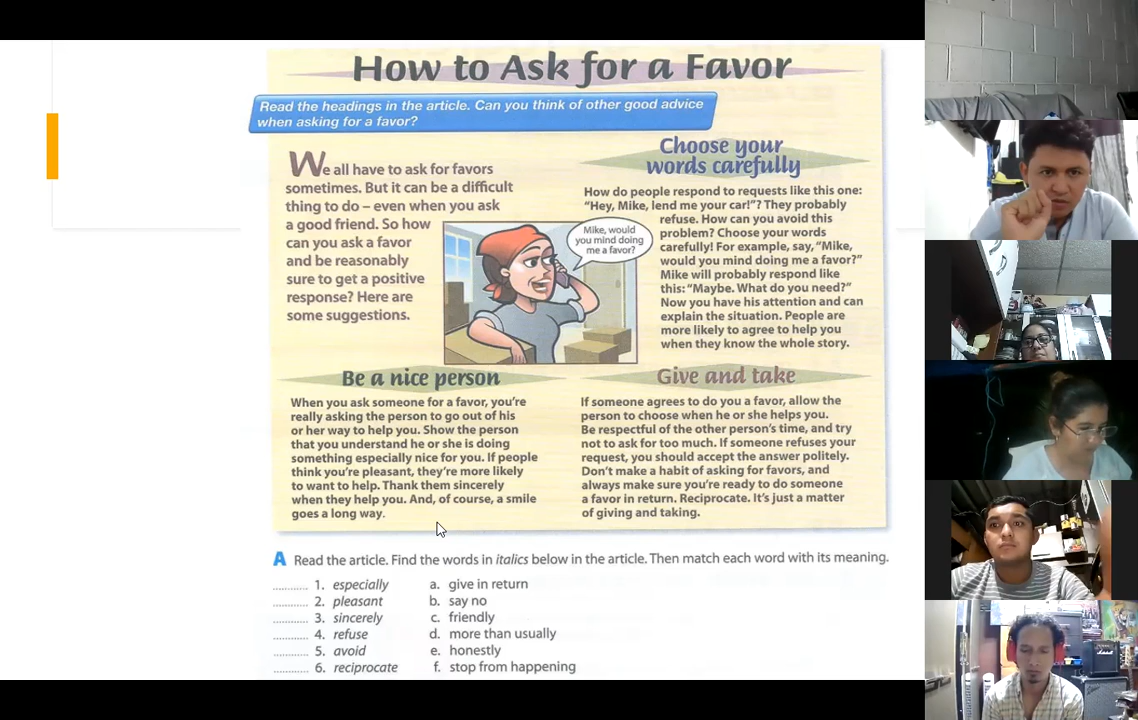 How to Ask for a Favor
Read the headings in the article. Can you think of other good advice
when asking for a favor?
We all have to ask for favors
sometimes. But it can be a difficult
thing to do – even when you ask
a good friend. So how
can you ask a favor
and be reasonably
sure to get a positive
response? Here are
some suggestions.
Mike, would
you mind doing
me a favor?
Choose your
words carefully
How do people respond to requests like this one:
“Hey, Mike, lend me your car!”? They probably
refuse. How can you avoid this
problem? Choose your words
carefully! For example, say, “Mike,
would you mind doing me a favor?”
Mike will probably respond like
this: “Maybe. What do you need?”
Now you have his attention and can
explain the situation. People are
more likely to agree to help you
when they know the whole story.
Be a nice person
When you ask someone for a favor, you’re
really asking the person to go out of his
or her way to help you. Show the person
that you understand he or she is doing
something especially nice for you. If people
think you’re pleasant, they’re more likely
to want to help. Thank them sincerely
when they help you. And, of course, a smile
goes a long way.
Give and take
If someone agrees to do you a favor, allow the
person to choose when he or she helps you.
Be respectful of the other person’s time, and try
not to ask for too much. If someone refuses your
request, you should accept the answer politely.
Don’t make a habit of asking for favors, and
always make sure you’re ready to do someone
a favor in return. Reciprocate. It’s just a matter
of giving and taking.
A Read the article. Find the words in italics below in the article. Then match each word with its meaning.
............ 1. especially a. give in return
............ 2. pleasant b. say no
............ 3. sincerely c. friendly
............ 4. refuse d. more than usually
............ 5. avoid e. honestly
............ 6. reciprocate f. stop from happening